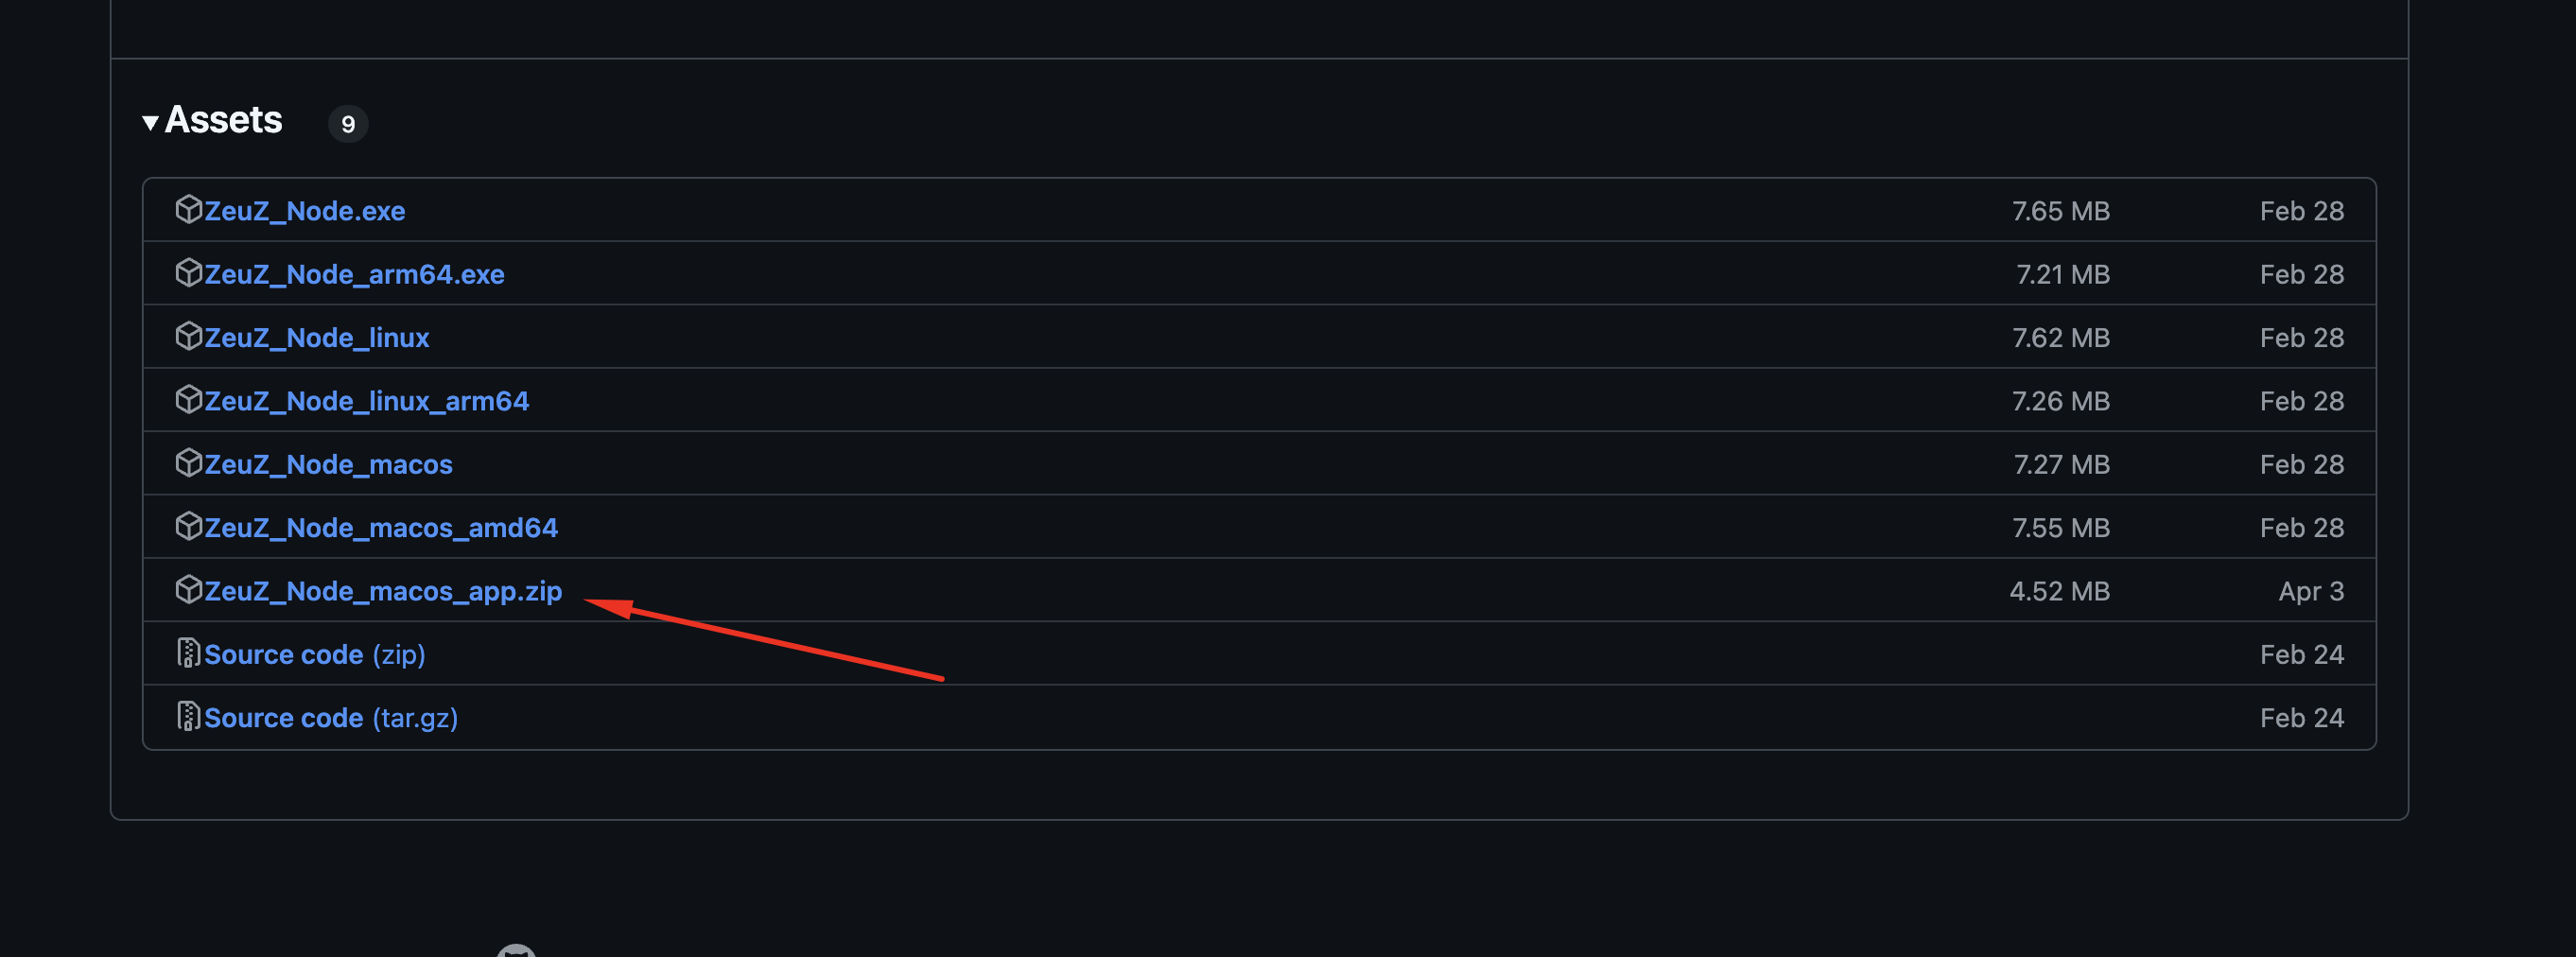 Assets 9
ZeuZ_Node.exe 7.65 MB Feb 28
ZeuZ_Node_arm64.exe 7.21 MB Feb 28
ZeuZ_Node_linux 7.62 MB Feb 28
ZeuZ_Node_linux_arm64 7.26 MB Feb 28
ZeuZ_Node_macos 7.27 MB Feb 28
ZeuZ_Node_macos_amd64 7.55 MB Feb 28
ZeuZ_Node_macos_app.zip 4.52 MB Apr 3
Source code (zip) Feb 24
Source code (tar.gz) Feb 24